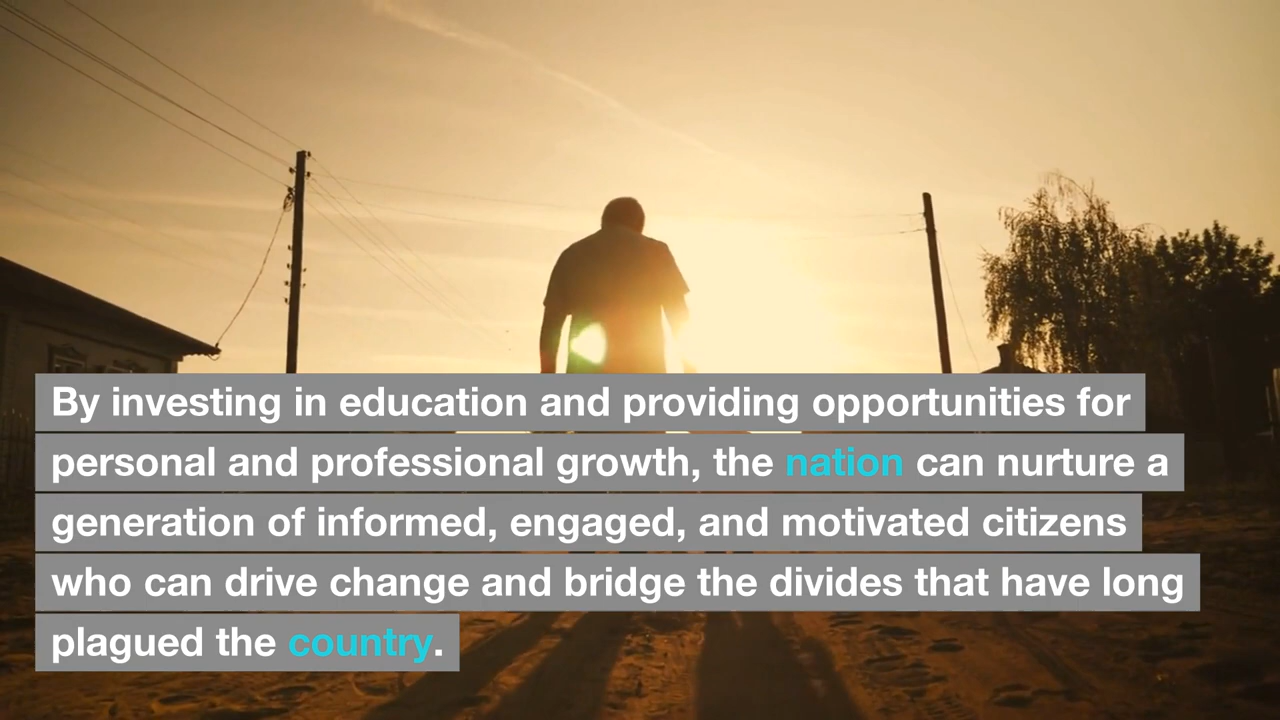 By investing in education and providing opportunities for
personal and professional growth, the nation can nurture a
generation of informed, engaged, and motivated citizens
who can drive change and bridge the divides that have long
plagued the country.